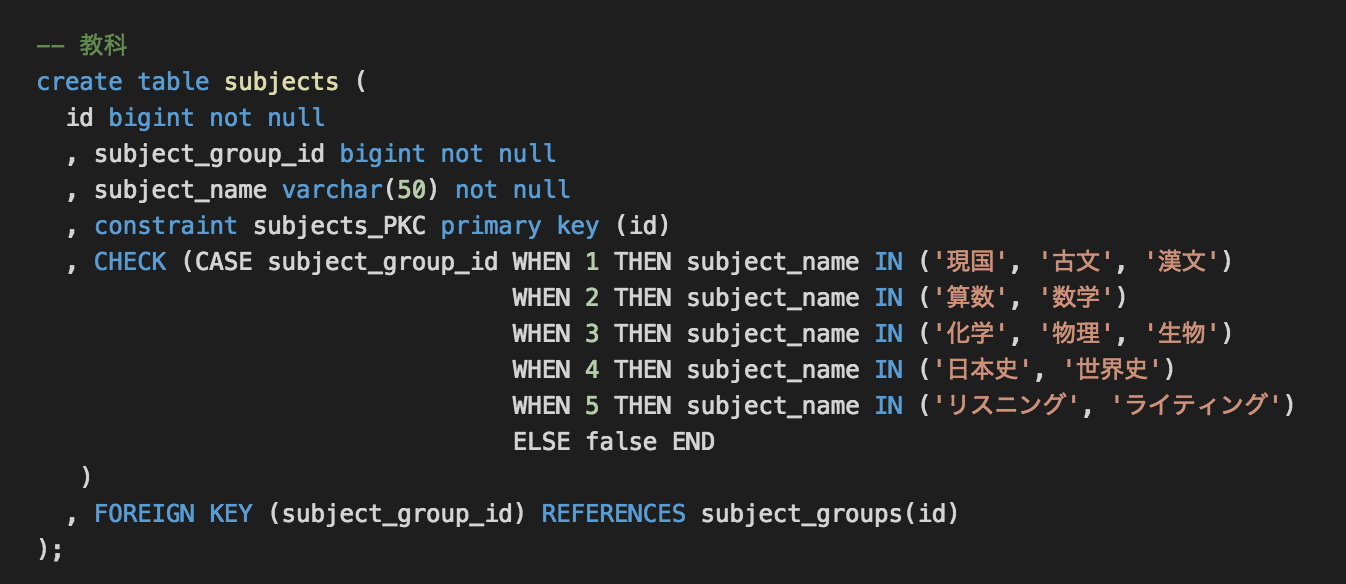 -- 教科
create table subjects (
  id bigint not null
  , subject_group_id bigint not null
  , subject_name varchar(50) not null
  , constraint subjects_PKC primary key (id)
  , CHECK (CASE subject_group_id WHEN 1 THEN subject_name IN ('現国', '古文', '漢文')
                                 WHEN 2 THEN subject_name IN ('算数', '数学')
                                 WHEN 3 THEN subject_name IN ('化学', '物理', '生物')
                                 WHEN 4 THEN subject_name IN ('日本史', '世界史')
                                 WHEN 5 THEN subject_name IN ('リスニング', 'ライティング')
                                 ELSE false END
   )
  , FOREIGN KEY (subject_group_id) REFERENCES subject_groups(id)
);